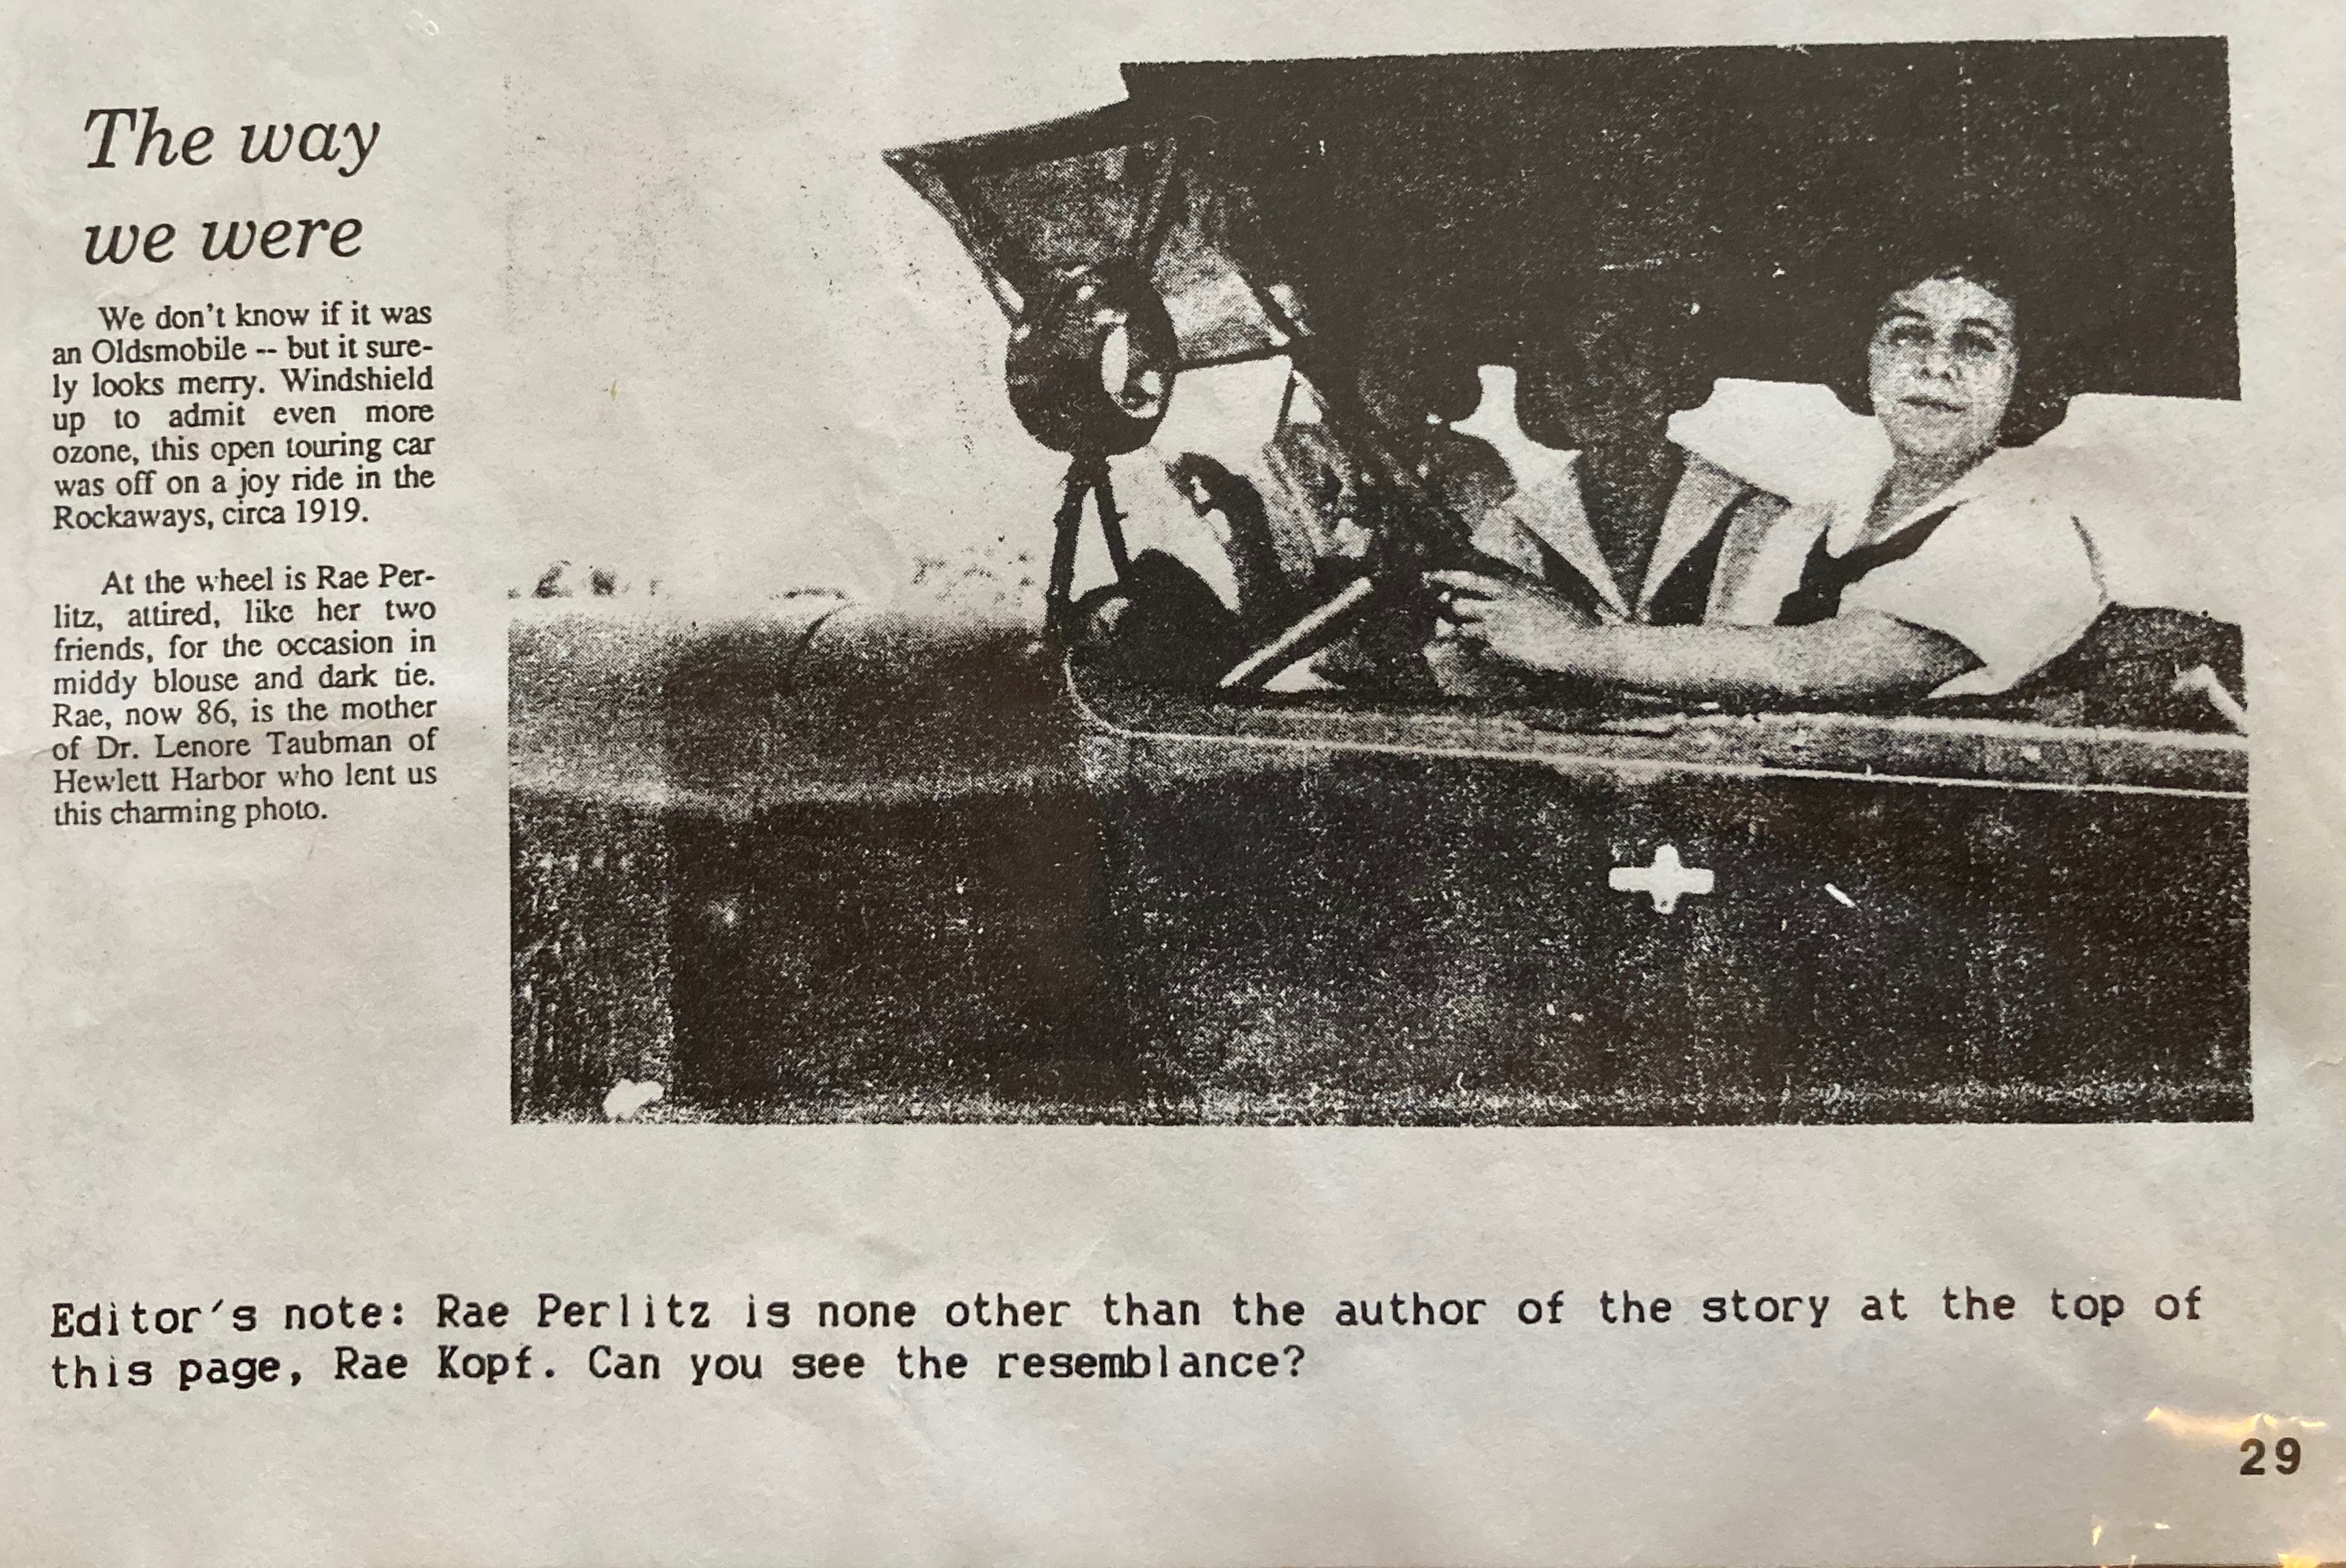 The way
we were
We don't know if it was
an Oldsmobile -- but it sure-
ly looks merry. Windshield
up to admit even more
ozone, this open touring car
was off on a joy ride in the
Rockaways, circa 1919.
At the wheel is Rae Per-
litz, attired, like her two
friends, for the occasion in
middy blouse and dark tie.
Rae, now 86, is the mother
of Dr. Lenore Taubman of
Hewlett Harbor who lent us
this charming photo.
Editor's note: Rae Perlitz is none other than the author of the story at the top of
this page, Rae Kopf. Can you see the resemblance?
29